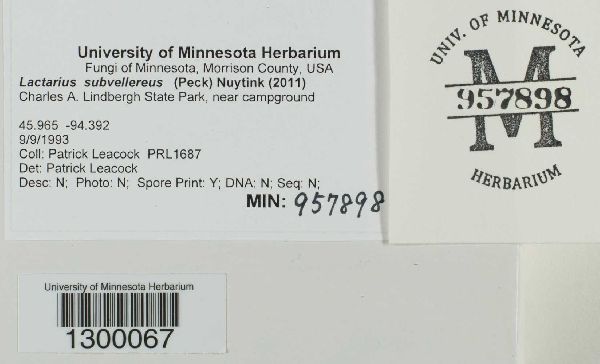 University of Minnesota Herbarium
Fungi of Minnesota, Morrison County, USA
Lactarius subvellereus (Peck) Nuytink (2011)
Charles A. Lindbergh State Park, near campground
45.965 -94.392
9/9/1993
Coll: Patrick Leacock PRL1687
Det: Patrick Leacock
Desc: N; Photo: N; Spore Print: Y; DNA: N; Seq: N;
MIN: 957898
UNIV. OF MINNESOTA
M
957898
HERBARIUM
University of Minnesota Herbarium
1300067